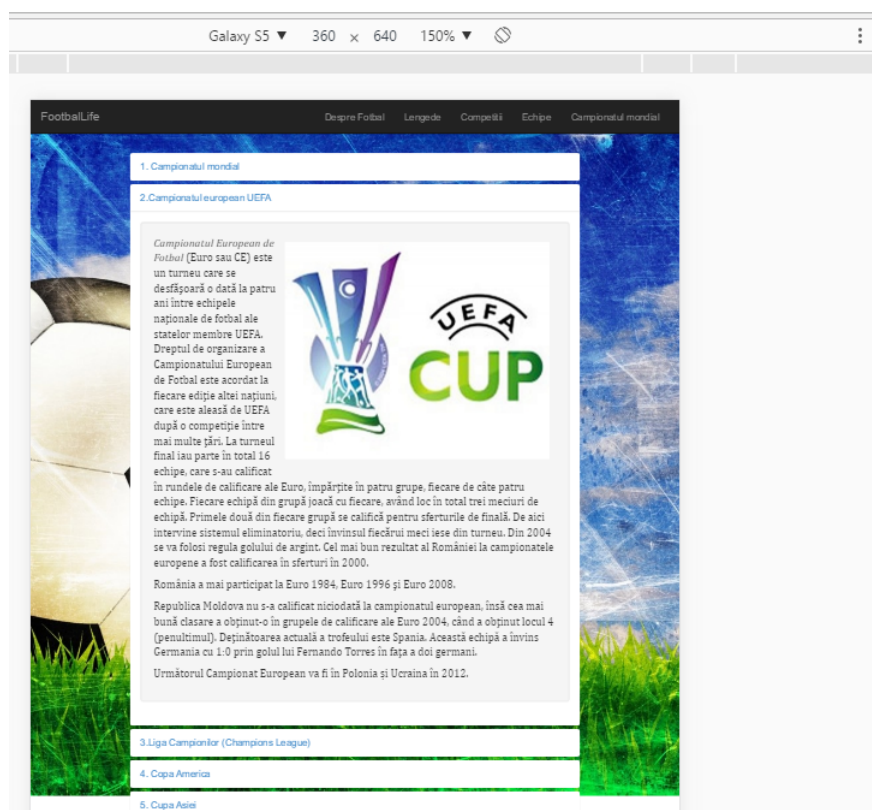 Galaxy S5 ▼ 360 × 640 150% ▼
FootballLife Despre Fotbal Lengede Competitii Echipe Campionatul mondial
1. Campionatul mondial
2.Campionatul european UEFA
Campionatul European de
Fotbal (Euro sau CE) este
un turneu care se
desfășoară o dată la patru
ani între echipele
naționale de fotbal ale
statelor membre UEFA.
Dreptul de organizare a
Campionatului European
de Fotbal este acordat la
fiecare ediție altei națiuni,
care este aleasă de UEFA
după o competiție între
mai multe țări. La turneul
final iau parte în total 16
echipe, care s-au calificat
în rundele de calificare ale Euro, împărțite în patru grupe, fiecare de câte patru
echipe. Fiecare echipă din grupă joacă cu fiecare, având loc în total trei meciuri de
echipă. Primele două din fiecare grupă se califică pentru sferturile de finală. De aici
intervine sistemul eliminatoriu, deci învinsul fiecărui meci iese din turneu. Din 2004
se va folosi regula golului de argint. Cel mai bun rezultat al României la campionatele
europene a fost calificarea în sferturi în 2000.
România a mai participat la Euro 1984, Euro 1996 și Euro 2008.
Republica Moldova nu s-a calificat niciodată la campionatul european, însă cea mai
bună clasare a obținut-o în grupele de calificare ale Euro 2004, când a obținut locul 4
(penultimul). Deținătoarea actuală a trofeului este Spania. Această echipă a învins
Germania cu 1:0 prin golul lui Fernando Torres în fața a doi germani.
Următorul Campionat European va fi în Polonia și Ucraina în 2012.
UEFA
CUP
3.Liga Campionilor (Champions League)
4. Copa America
5. Cupa Asiei